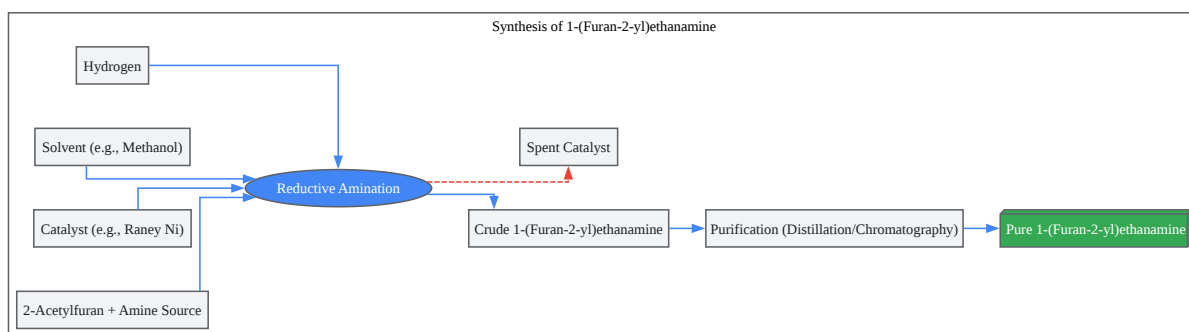 Synthesis of 1-(Furan-2-yl)ethanamine
Hydrogen
Solvent (e.g., Methanol)
Spent Catalyst
Reductive Amination
Catalyst (e.g., Raney Ni)
Crude 1-(Furan-2-yl)ethanamine
Purification (Distillation/Chromatography)
Pure 1-(Furan-2-yl)ethanamine
2-Acetylfuran + Amine Source